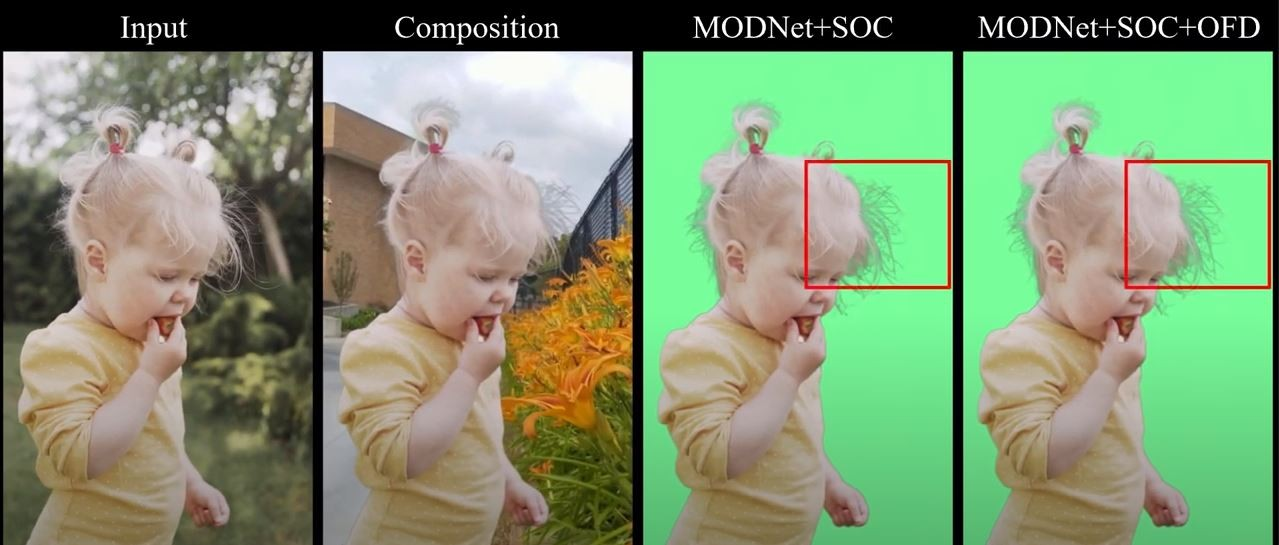 Input
Composition
MODNet+SOC
MODNet+SOC+OFD